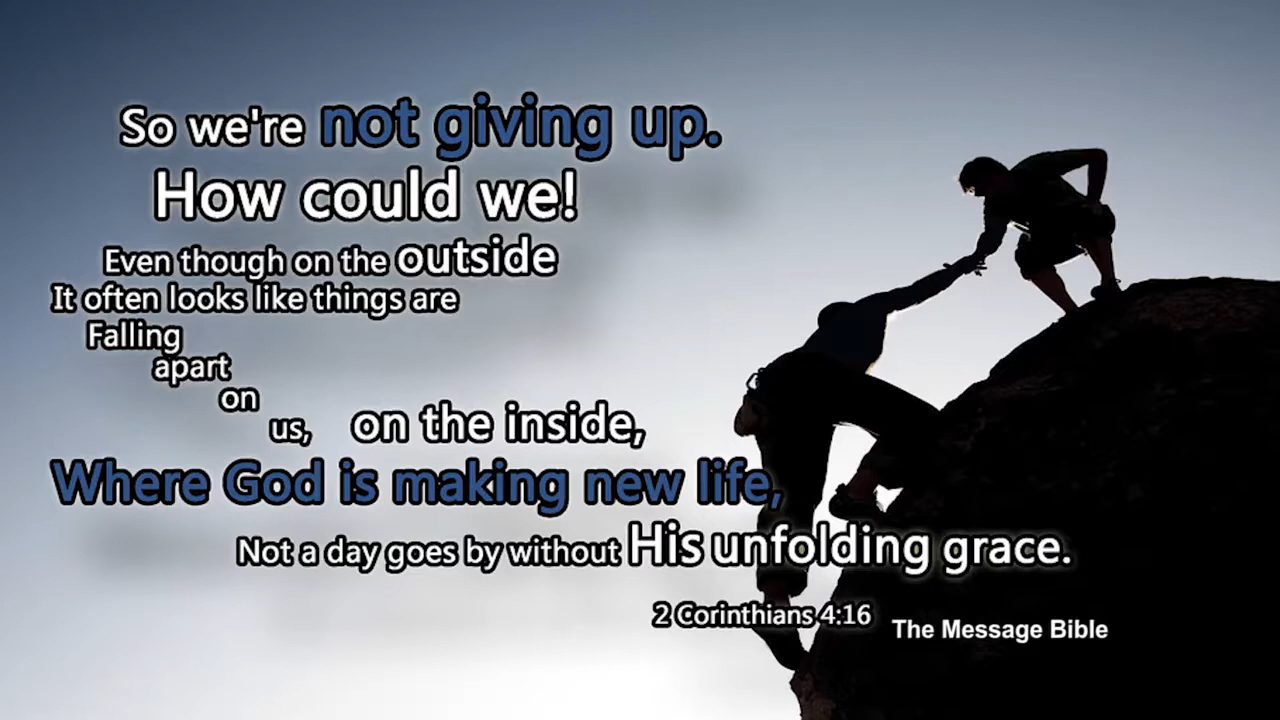 So we're not giving up.
How could we!
Even though on the outside
It often looks like things are
Falling
apart
on
us, on the inside,
Where God is making new life,
Not a day goes by without His unfolding grace.
2 Corinthians 4:16 The Message Bible